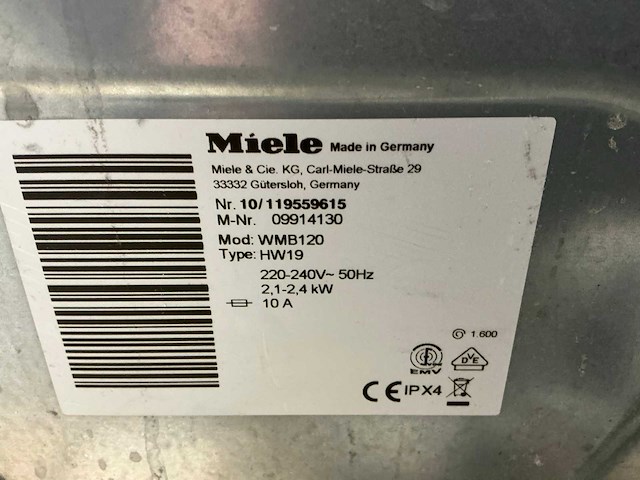 Miele Made in Germany
Miele & Cie. KG, Carl-Miele-Straße 29
33332 Gütersloh, Germany
Nr. 10/119559615
M-Nr. 09914130
Mod: WMB120
Type: HW19
220-240V~ 50Hz
2,1-2,4 kW
10 A
1.600
EMV
DVE
CE IPX4